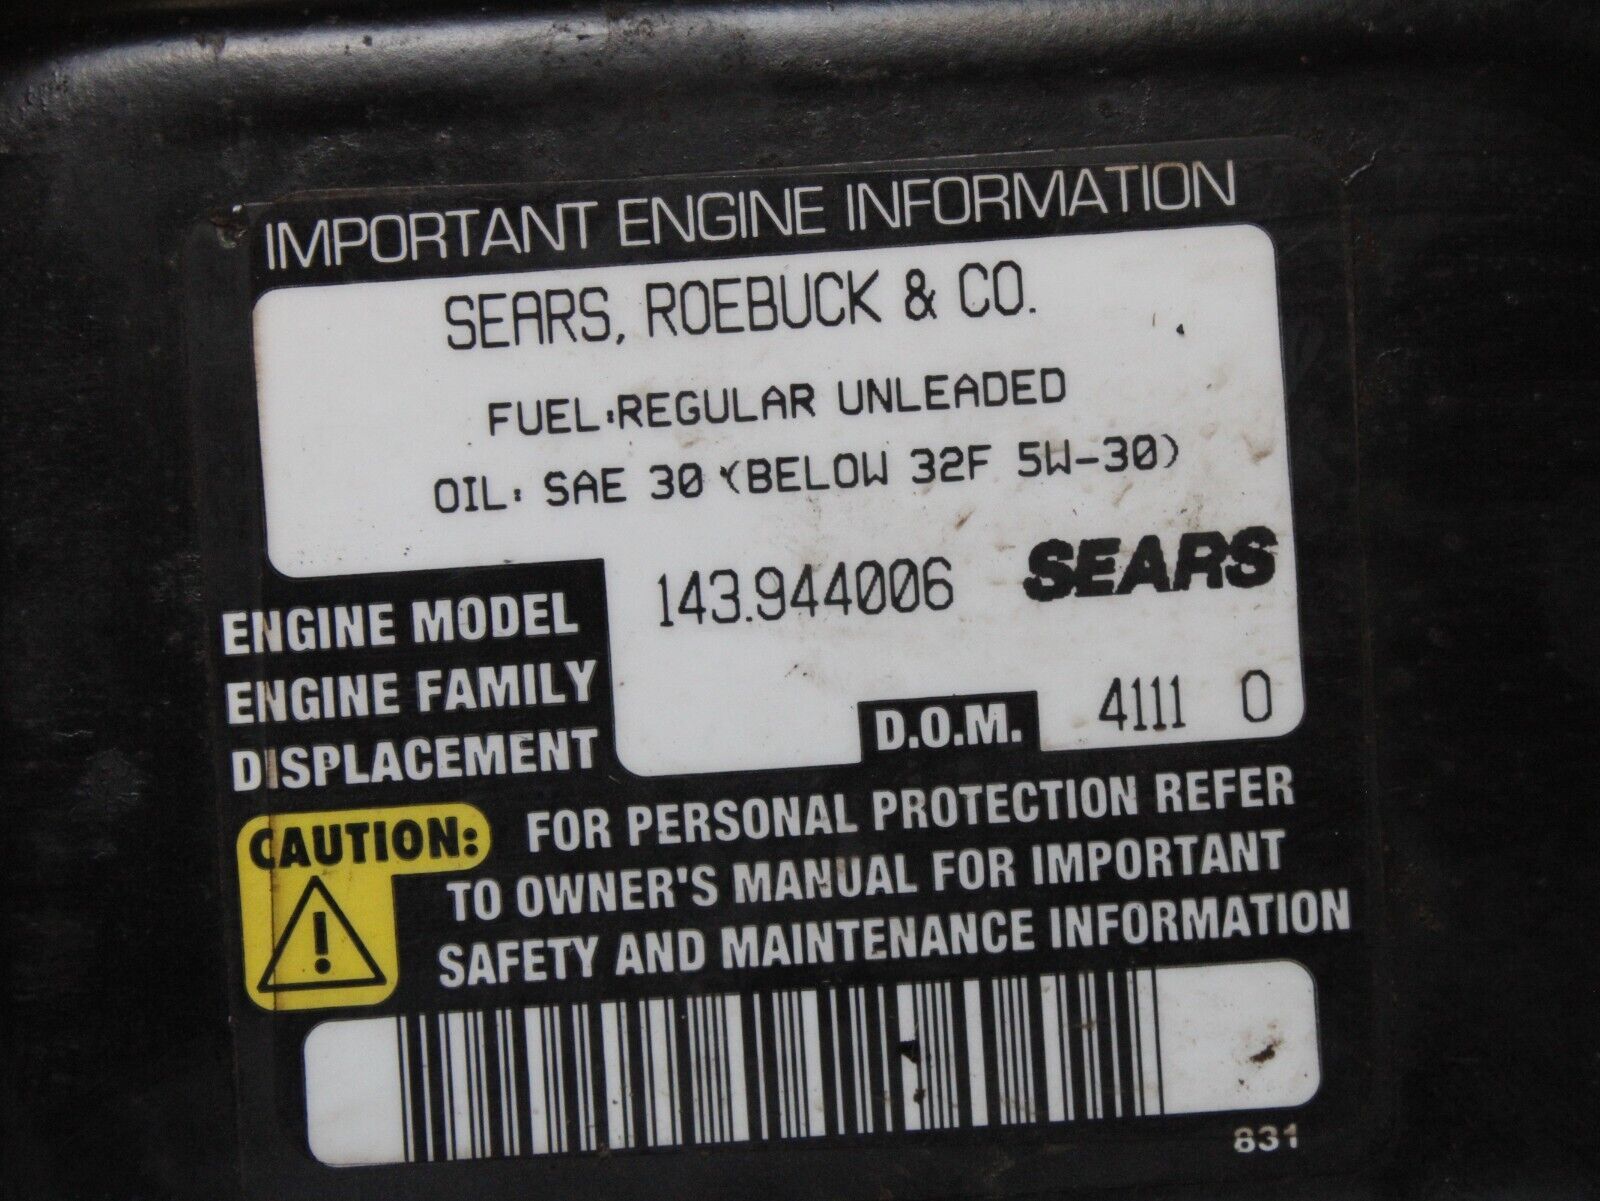 IMPORTANT ENGINE INFORMATION
SEARS, ROEBUCK & CO.
FUEL:REGULAR UNLEADED
OIL: SAE 30 (BELOW 32F 5W-30)
ENGINE MODEL 143.944006 SEARS
ENGINE FAMILY
DISPLACEMENT D.O.M. 4111 0
CAUTION: FOR PERSONAL PROTECTION REFER
TO OWNER'S MANUAL FOR IMPORTANT
SAFETY AND MAINTENANCE INFORMATION
831